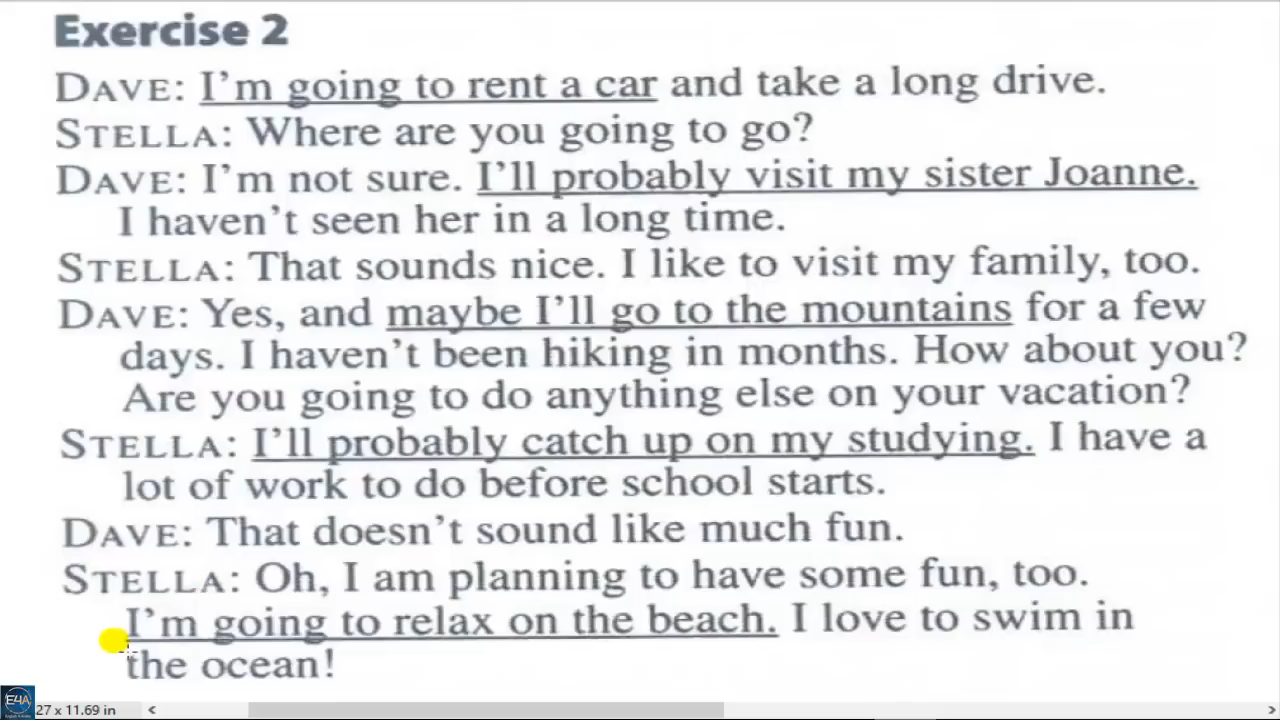 Exercise 2
DAVE: I'm going to rent a car and take a long drive.
STELLA: Where are you going to go?
DAVE: I'm not sure. I'll probably visit my sister Joanne.
I haven't seen her in a long time.
STELLA: That sounds nice. I like to visit my family, too.
DAVE: Yes, and maybe I'll go to the mountains for a few
days. I haven't been hiking in months. How about you?
Are you going to do anything else on your vacation?
STELLA: I'll probably catch up on my studying. I have a
lot of work to do before school starts.
DAVE: That doesn't sound like much fun.
STELLA: Oh, I am planning to have some fun, too.
I'm going to relax on the beach. I love to swim in
the ocean!
E4A
27 x 11.69 in